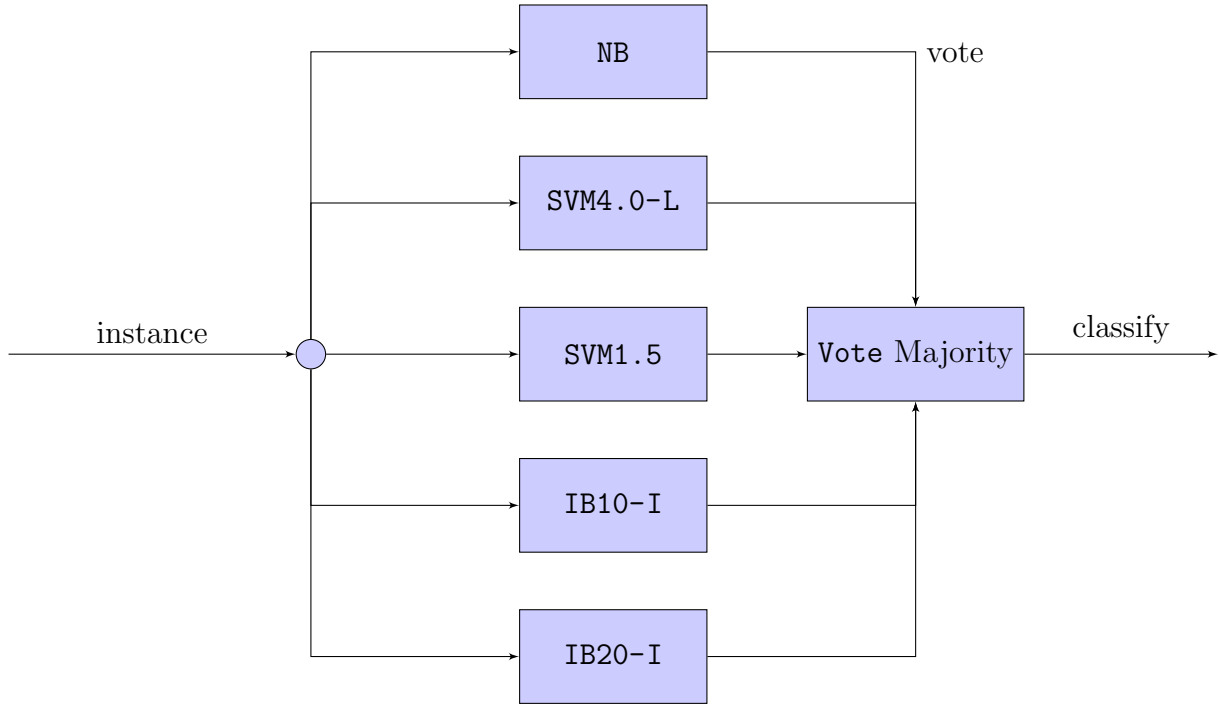 NB
vote
SVM4.0-L
instance
SVM1.5
Vote Majority
classify
IB10-I
IB20-I